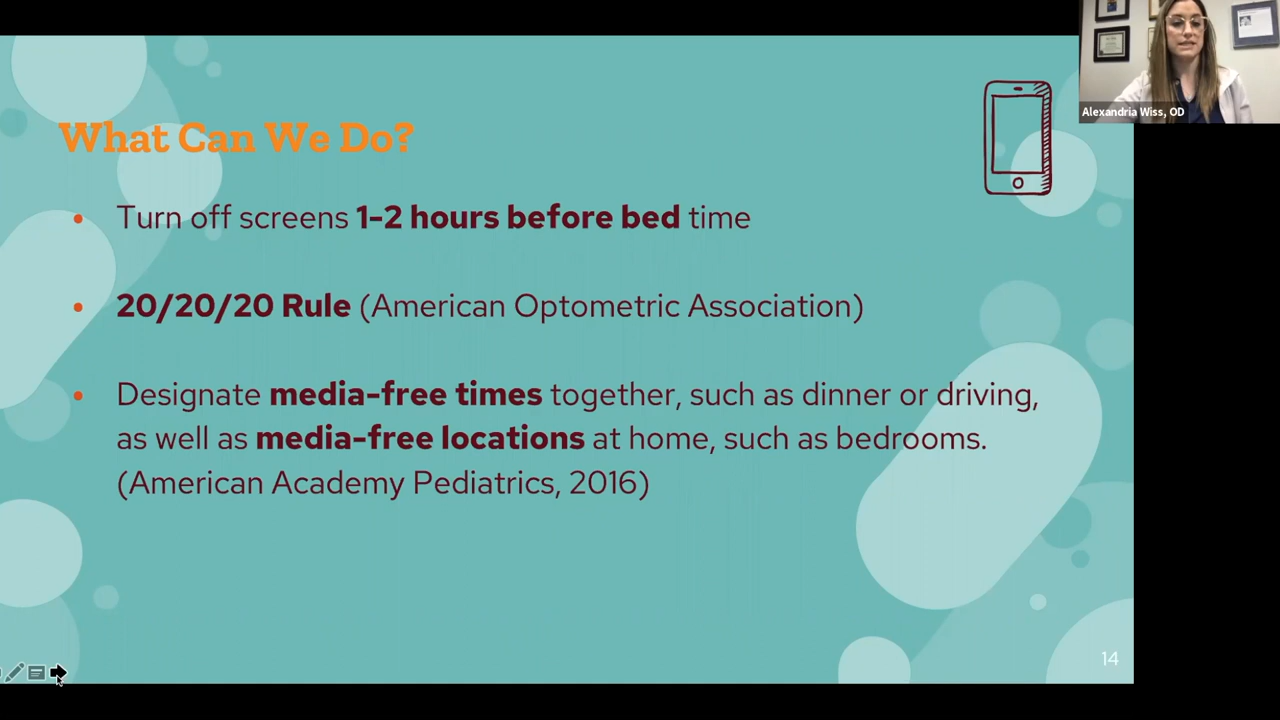 Alexandria Wiss, OD
What Can We Do?
• Turn off screens 1-2 hours before bed time
• 20/20/20 Rule (American Optometric Association)
• Designate media-free times together, such as dinner or driving,
as well as media-free locations at home, such as bedrooms.
(American Academy Pediatrics, 2016)
14